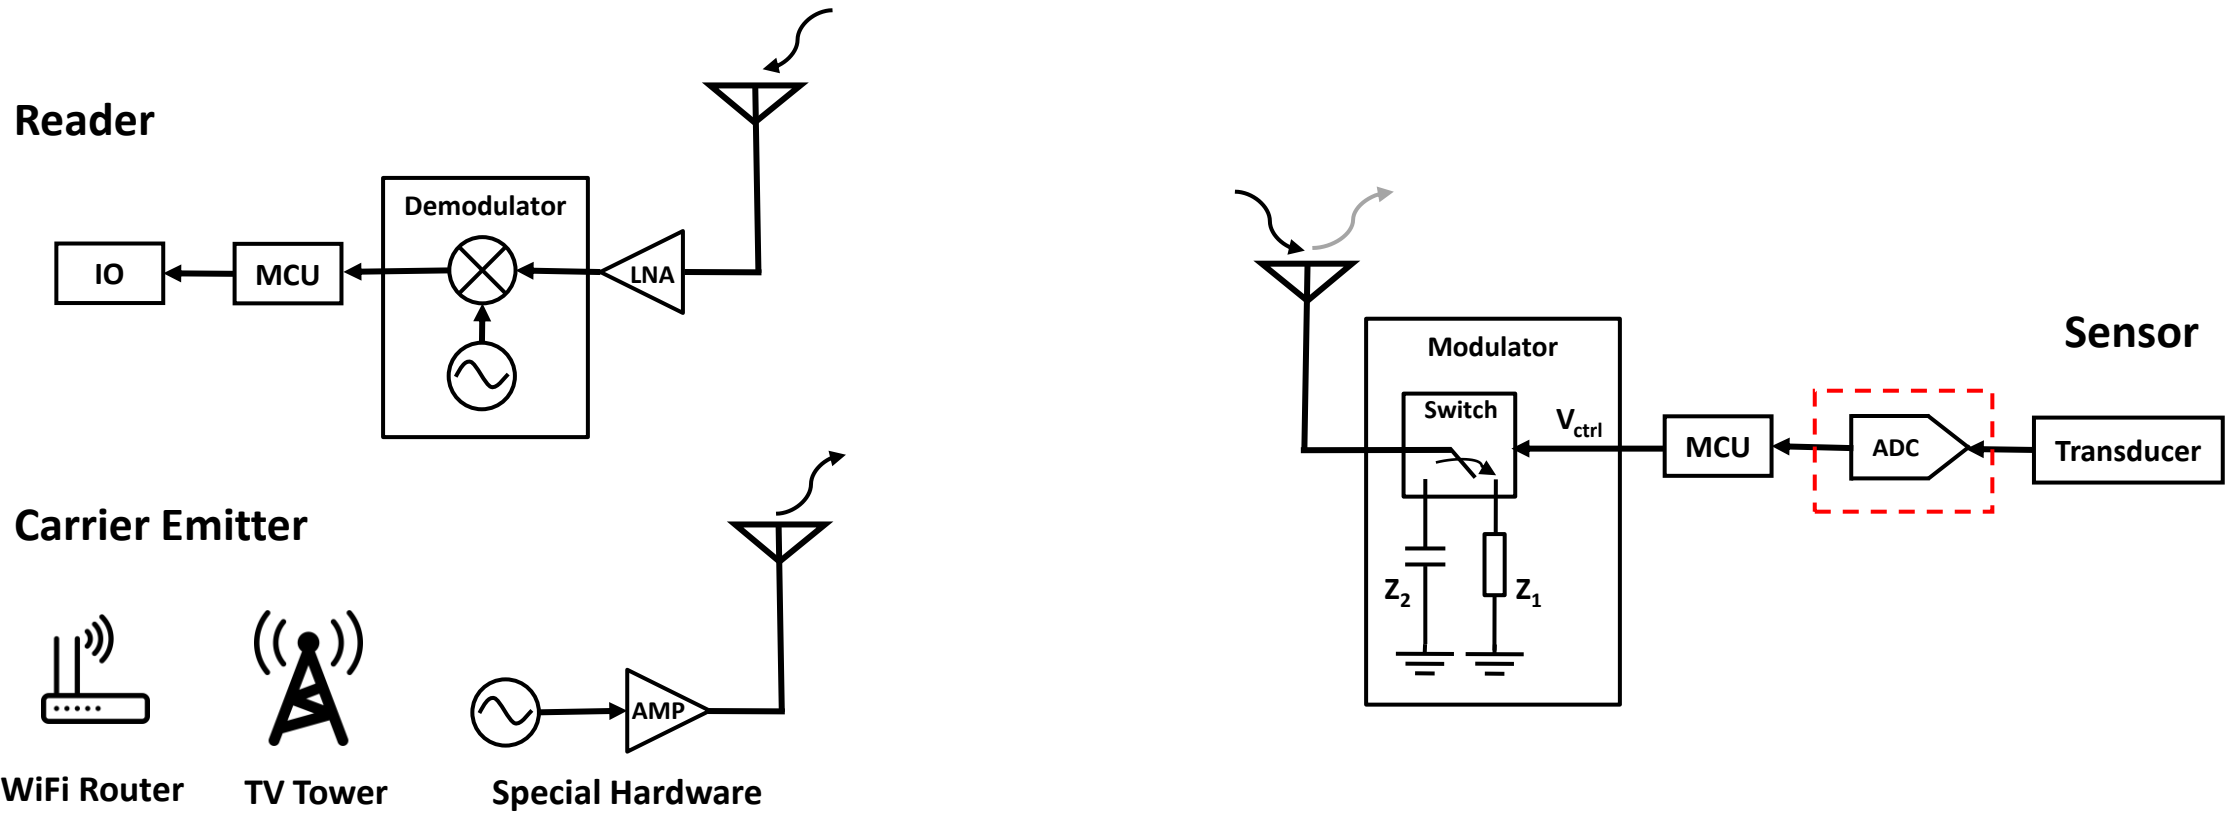 Reader
Demodulator
IO
MCU
LNA
Carrier Emitter
AMP
WiFi Router
TV Tower
Special Hardware
Sensor
Modulator
Switch
Vctrl
MCU
ADC
Transducer
Z2
Z1